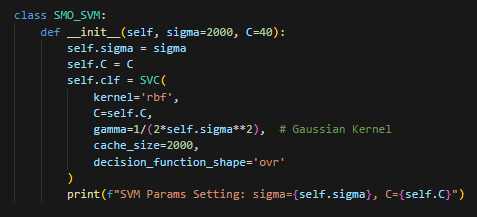 class SMO_SVM:
    def __init__(self, sigma=2000, C=40):
        self.sigma = sigma
        self.C = C
        self.clf = SVC(
            kernel='rbf',
            C=self.C,
            gamma=1/(2*self.sigma**2),  # Gaussian Kernel
            cache_size=2000,
            decision_function_shape='ovr'
        )
        print(f"SVM Params Setting: sigma={self.sigma}, C={self.C}")